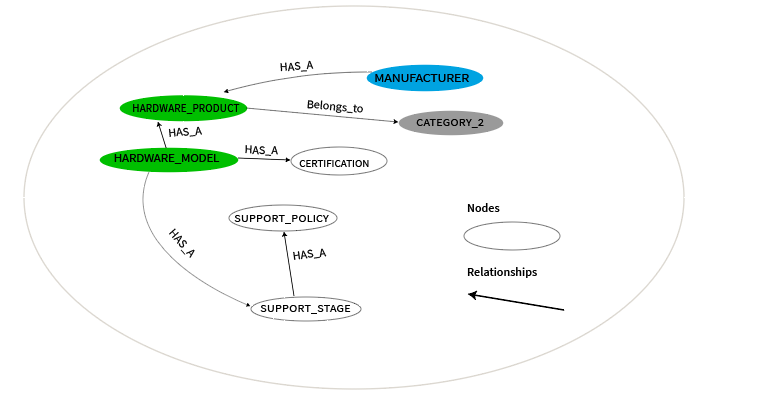 HAS_A
MANUFACTURER
HARDWARE_PRODUCT
Belongs_to
CATEGORY_2
HAS_A
HARDWARE_MODEL
HAS_A
CERTIFICATION
SUPPORT_POLICY
Nodes
HAS_A
HAS_A
Relationships
SUPPORT_STAGE